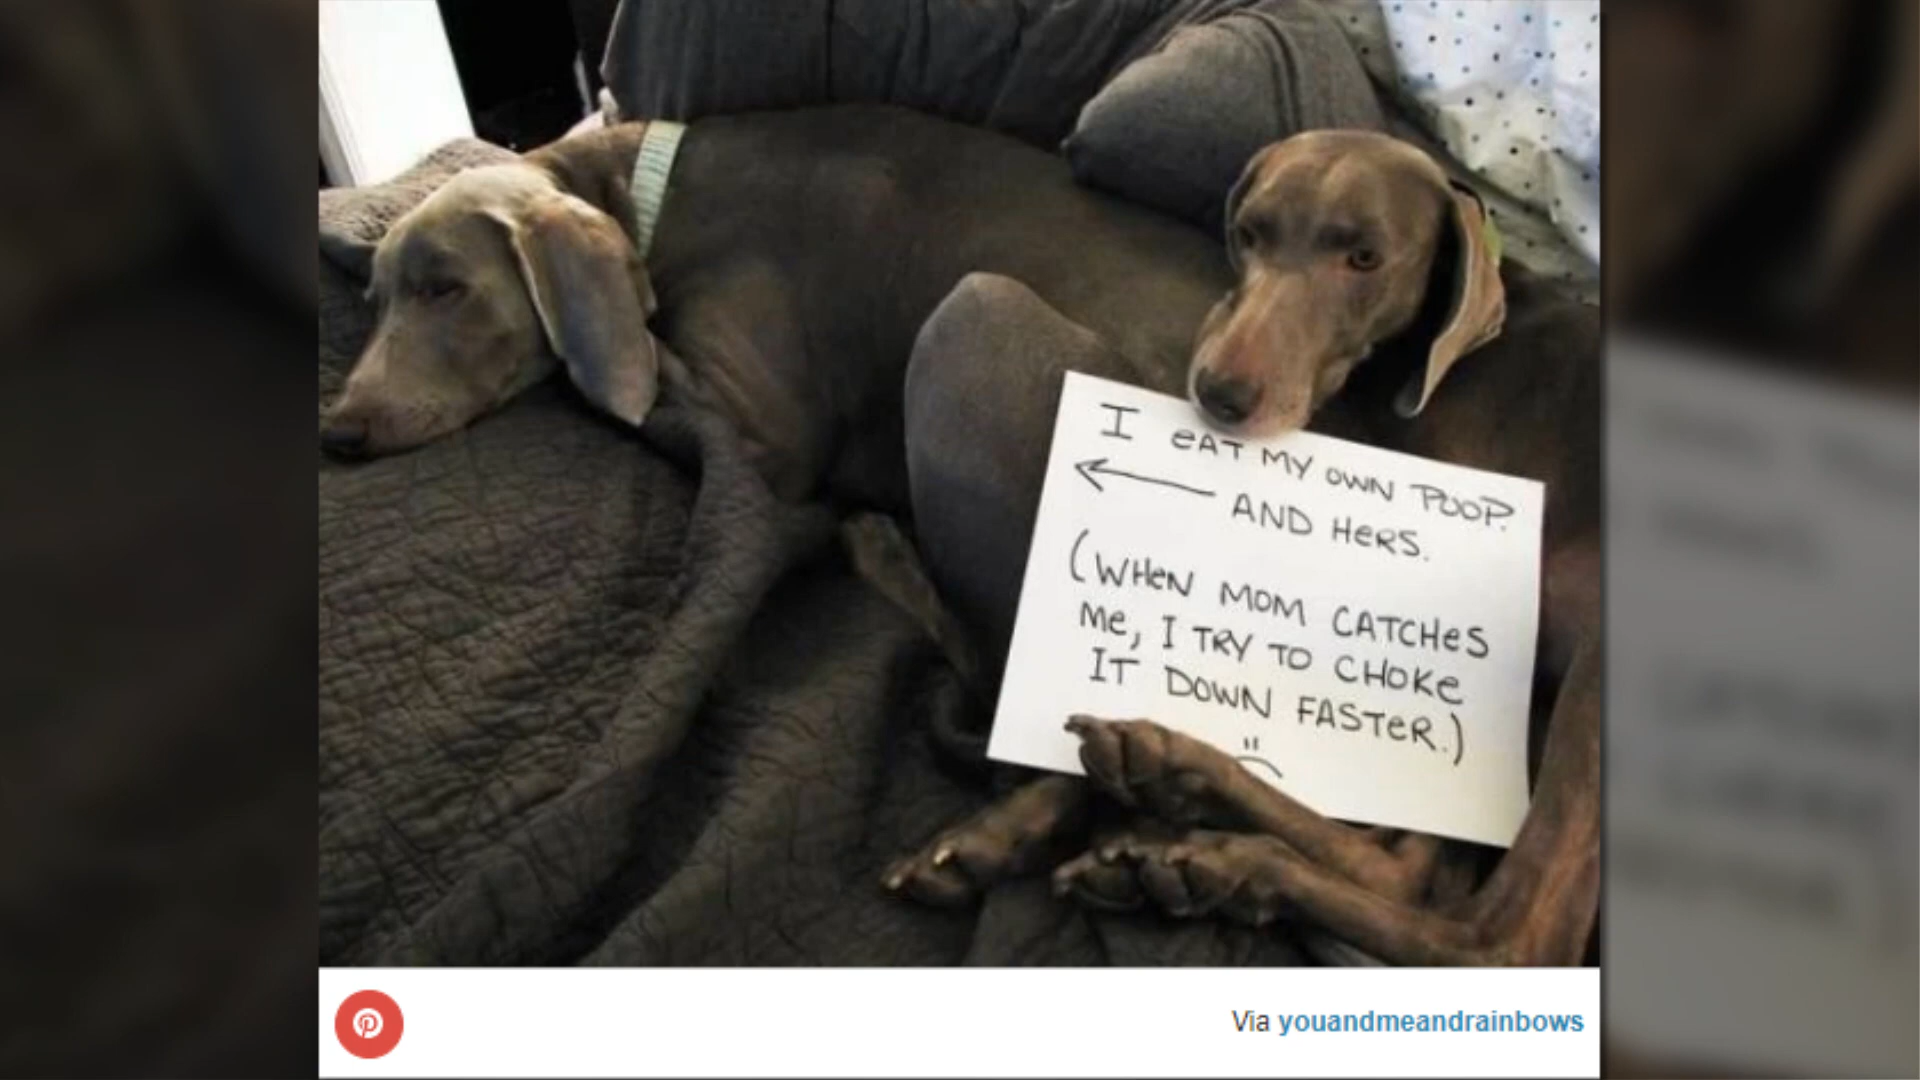 I eAT MY OWN POOP.
← AND HeRS.
(WHeN MOM CATCHeS
Me, I TRY TO CHOKe
IT DOWN FASTeR.)
Via youandmeandrainbows